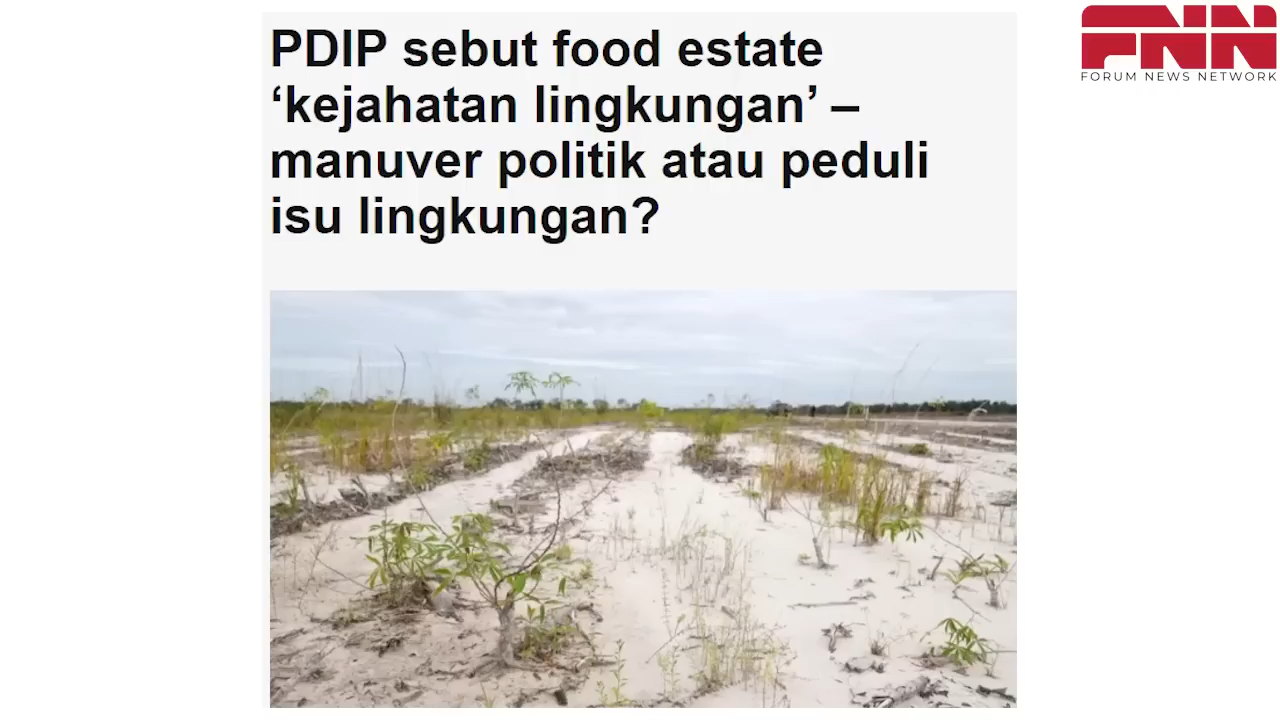 PDIP sebut food estate
‘kejahatan lingkungan’ –
manuver politik atau peduli
isu lingkungan?
FNN
FORUM NEWS NETWORK